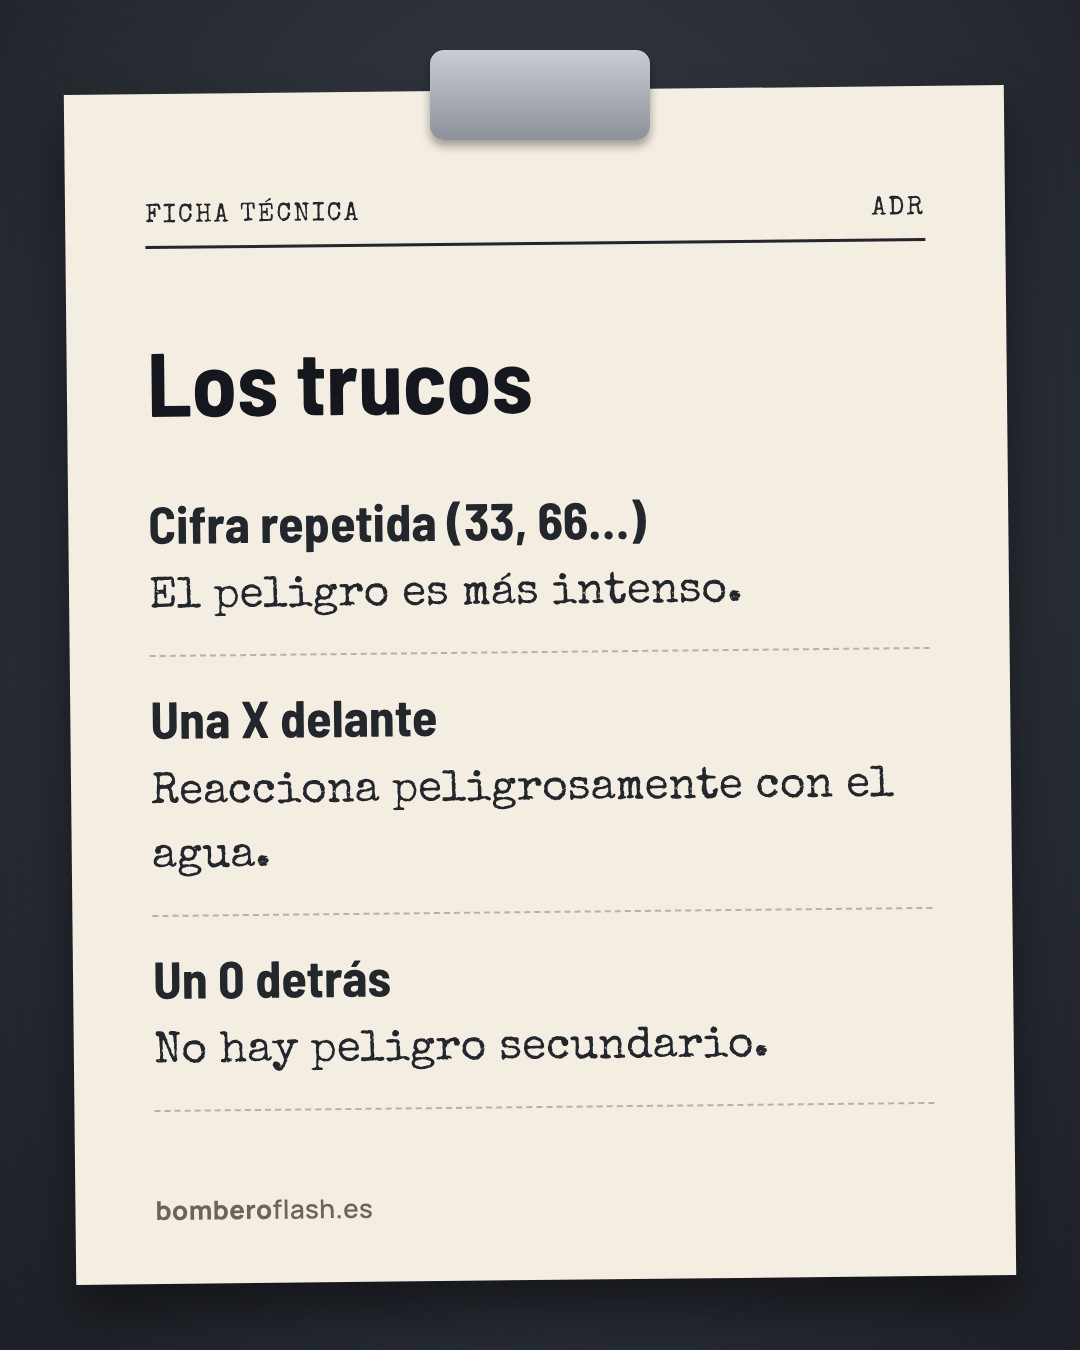 FICHA TÉCNICA
ADR
Los trucos
Cifra repetida (33, 66...)
El peligro es más intenso.
Una X delante
Reacciona peligrosamente con el
agua.
Un 0 detrás
No hay peligro secundario.
bomberoflash.es